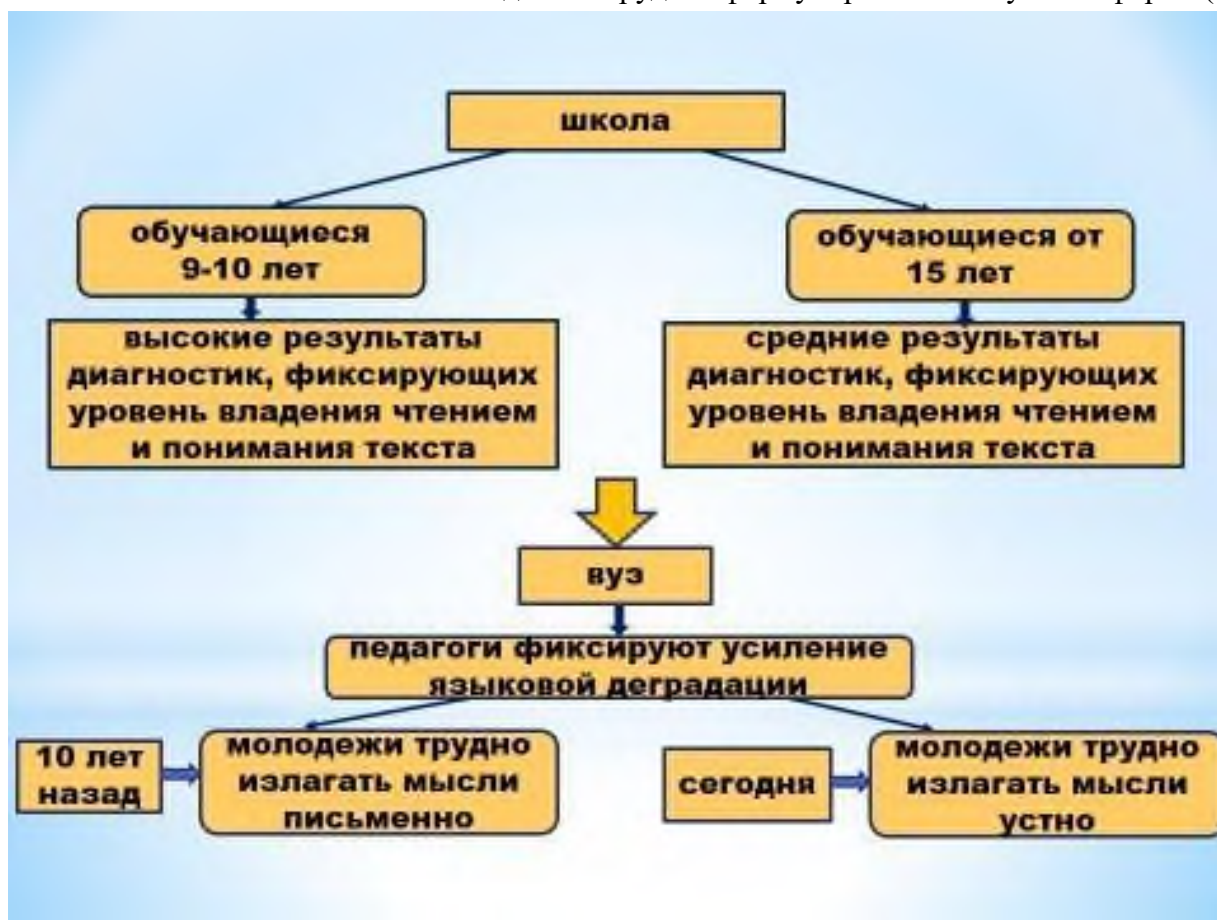 школа
обучающиеся
9-10 лет
обучающиеся от
15 лет
высокие результаты
диагностик, фиксирующих
уровень владения чтением
и понимания текста
средние результаты
диагностик, фиксирующих
уровень владения чтением
и понимания текста
вуз
педагоги фиксируют усиление
языковой деградации
10 лет
назад
молодежи трудно
излагать мысли
письменно
сегодня
молодежи трудно
излагать мысли
устно